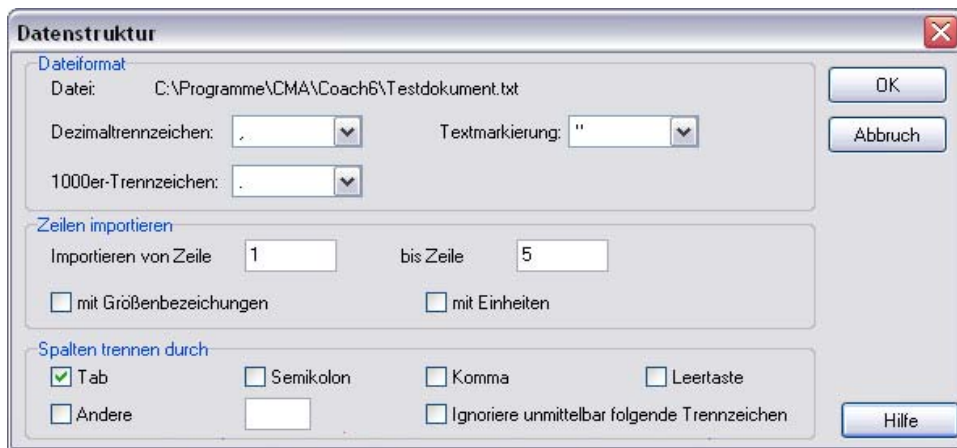 Datenstruktur
Dateiformat
Datei: C:\Programme\CMA\Coach6\Testdokument.txt
OK
Dezimaltrennzeichen: ,
Textmarkierung: "
Abbruch
1000er-Trennzeichen: .
Zeilen importieren
Importieren von Zeile 1 bis Zeile 5
mit Größenbezeichungen
mit Einheiten
Spalten trennen durch
Tab
Semikolon
Komma
Leertaste
Andere
Ignoriere unmittelbar folgende Trennzeichen
Hilfe